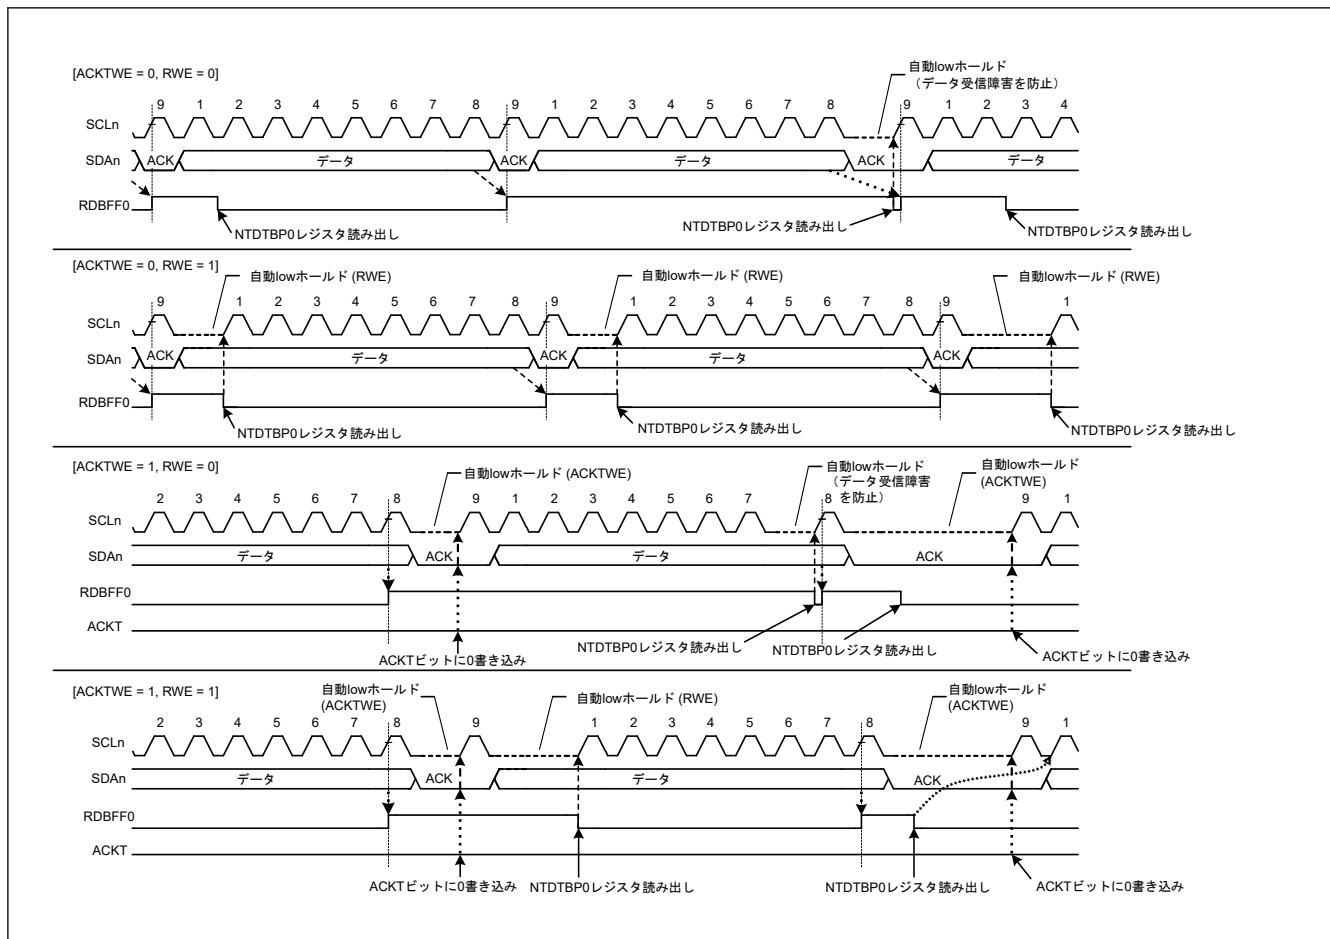 [ACKTWE = 0, RWE = 0]
自動lowホールド
（データ受信障害を防止）
9 1 2 3 4 5 6 7 8 9 1 2 3 4 5 6 7 8 9 1 2 3 4
SCLn
SDAn ACK データ ACK データ ACK データ
RDBFF0
NTDTBP0レジスタ読み出し NTDTBP0レジスタ読み出し NTDTBP0レジスタ読み出し
[ACKTWE = 0, RWE = 1]
自動lowホールド (RWE) 自動lowホールド (RWE) 自動lowホールド (RWE)
9 1 2 3 4 5 6 7 8 9 1 2 3 4 5 6 7 8 9 1
SCLn
SDAn ACK データ ACK データ ACK
RDBFF0
NTDTBP0レジスタ読み出し NTDTBP0レジスタ読み出し NTDTBP0レジスタ読み出し
[ACKTWE = 1, RWE = 0]
自動lowホールド (ACKTWE)
自動lowホールド
（データ受信障害
を防止）
自動lowホールド
(ACKTWE)
2 3 4 5 6 7 8 9 1 2 3 4 5 6 7 8 9 1
SCLn
SDAn データ ACK データ ACK
RDBFF0
NTDTBP0レジスタ読み出し NTDTBP0レジスタ読み出し
ACKT
ACKTビットに0書き込み ACKTビットに0書き込み
[ACKTWE = 1, RWE = 1]
自動lowホールド
(ACKTWE)
自動lowホールド (RWE)
自動lowホールド
(ACKTWE)
2 3 4 5 6 7 8 9 1 2 3 4 5 6 7 8 9 1
SCLn
SDAn データ ACK データ ACK
RDBFF0
ACKT
ACKTビットに0書き込み NTDTBP0レジスタ読み出し NTDTBP0レジスタ読み出し ACKTビットに0書き込み